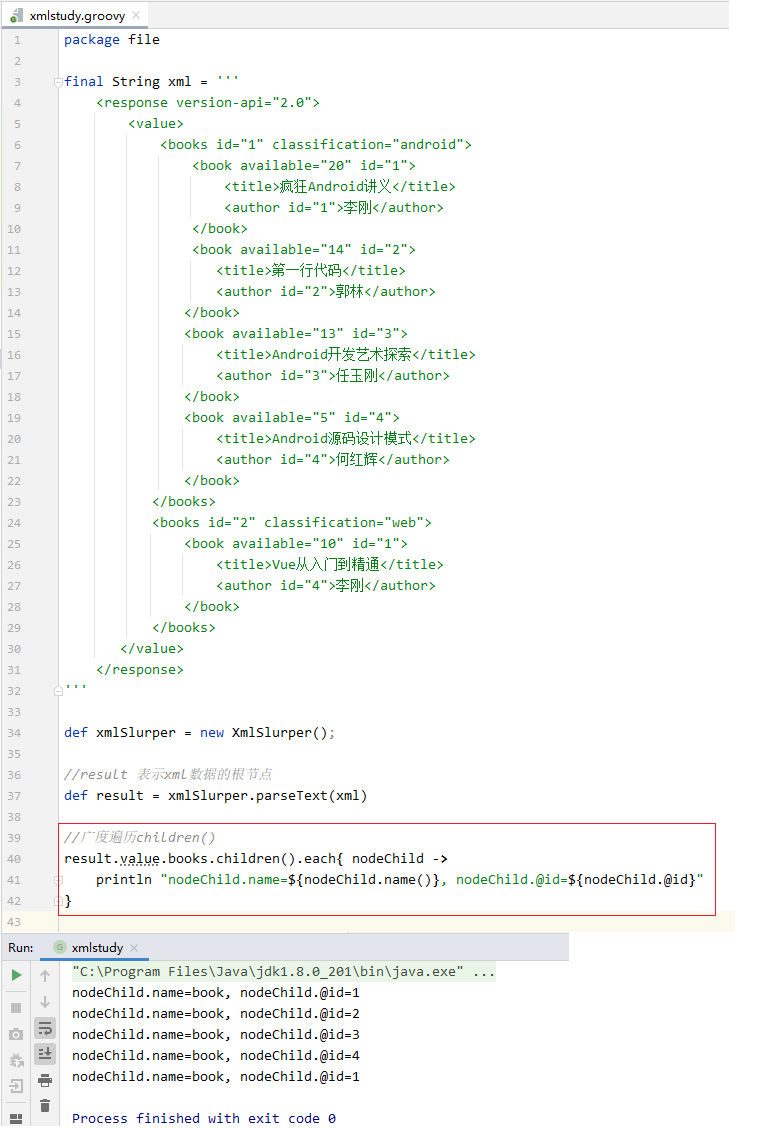 xmlstudy.groovy
1 package file
2
3 final String xml = '''
4 <response version-api="2.0">
5 <value>
6 <books id="1" classification="android">
7 <book available="20" id="1">
8 <title>疯狂Android讲义</title>
9 <author id="1">李刚</author>
10 </book>
11 <book available="14" id="2">
12 <title>第一行代码</title>
13 <author id="2">郭林</author>
14 </book>
15 <book available="13" id="3">
16 <title>Android开发艺术探索</title>
17 <author id="3">任玉刚</author>
18 </book>
19 <book available="5" id="4">
20 <title>Android源码设计模式</title>
21 <author id="4">何红辉</author>
22 </book>
23 </books>
24 <books id="2" classification="web">
25 <book available="10" id="1">
26 <title>Vue从入门到精通</title>
27 <author id="4">李刚</author>
28 </book>
29 </books>
30 </value>
31 </response>
32 '''
33
34 def xmlSlurper = new XmlSlurper();
35
36 //result 表示xml数据的根节点
37 def result = xmlSlurper.parseText(xml)
38
39 //广度遍历children()
40 result.value.books.children().each{ nodeChild ->
41 println "nodeChild.name=${nodeChild.name()}, nodeChild.@id=${nodeChild.@id}"
42 }
43
Run: xmlstudy
"C:\Program Files\Java\jdk1.8.0_201\bin\java.exe" ...
nodeChild.name=book, nodeChild.@id=1
nodeChild.name=book, nodeChild.@id=2
nodeChild.name=book, nodeChild.@id=3
nodeChild.name=book, nodeChild.@id=4
nodeChild.name=book, nodeChild.@id=1
Process finished with exit code 0